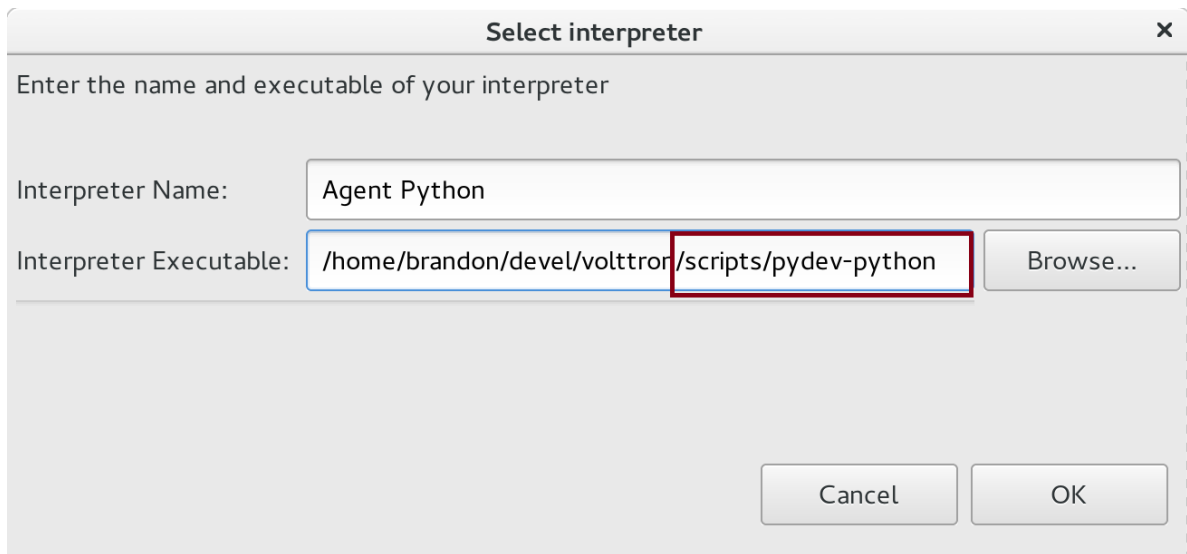 Select interpreter
Enter the name and executable of your interpreter
Interpreter Name: Agent Python
Interpreter Executable: /home/brandon/devel/volttron/scripts/pydev-python Browse...
Cancel OK